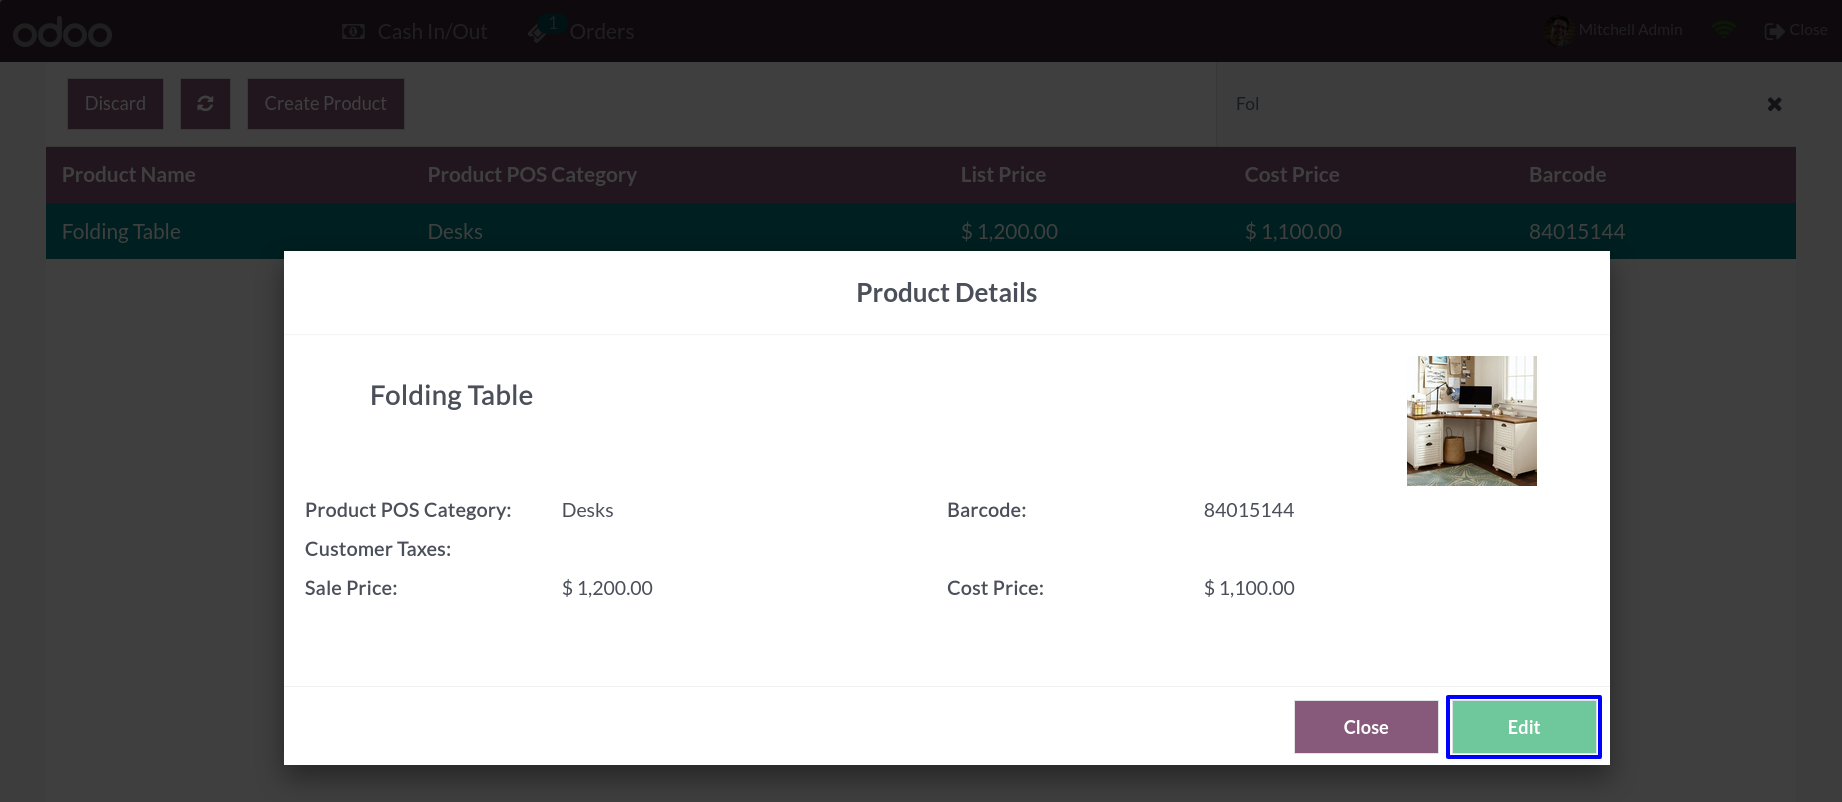 odoo Cash In/Out 1 Orders Mitchell Admin Close
Discard Create Product Fol
Product Name Product POS Category List Price Cost Price Barcode
Folding Table Desks $ 1,200.00 $ 1,100.00 84015144
Product Details
Folding Table
Product POS Category: Desks Barcode: 84015144
Customer Taxes:
Sale Price: $ 1,200.00 Cost Price: $ 1,100.00
Close Edit